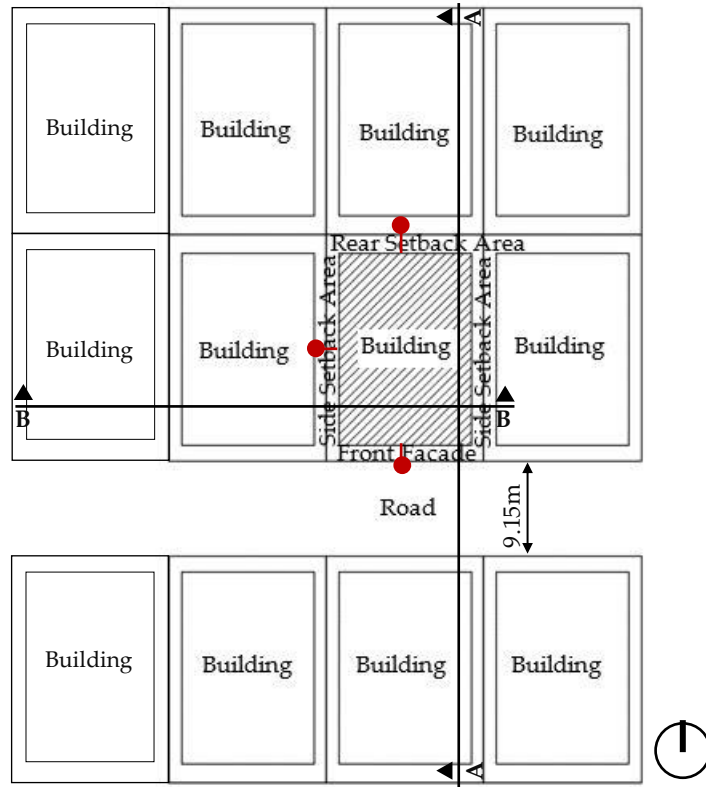 A
Building
Building
Building
Building
Rear Setback Area
Side Setback Area
Side Setback Area
Building
Building
Building
Building
B
B
Front Facade
Road
9.15m
Building
Building
Building
Building
A